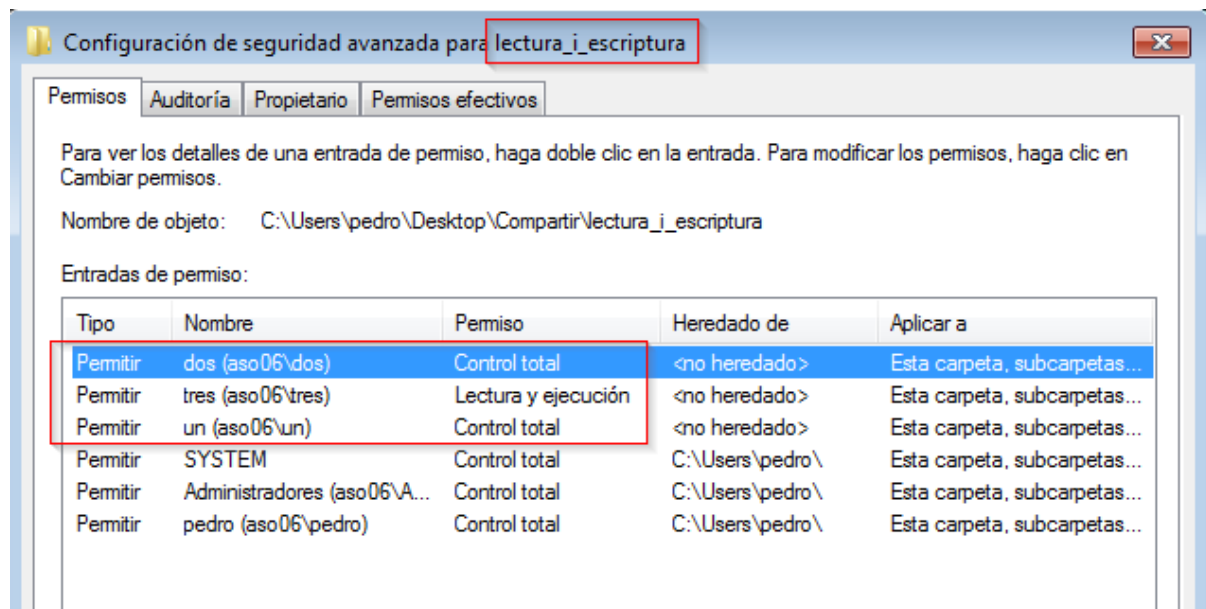 Configuración de seguridad avanzada para lectura_i_escriptura
Permisos Auditoría Propietario Permisos efectivos
Para ver los detalles de una entrada de permiso, haga doble clic en la entrada. Para modificar los permisos, haga clic en
Cambiar permisos.
Nombre de objeto: C:\Users\pedro\Desktop\Compartir\lectura_i_escriptura
Entradas de permiso:
Tipo Nombre Permiso Heredado de Aplicar a
Permitir dos (aso06\dos) Control total <no heredado> Esta carpeta, subcarpetas...
Permitir tres (aso06\tres) Lectura y ejecución <no heredado> Esta carpeta, subcarpetas...
Permitir un (aso06\un) Control total <no heredado> Esta carpeta, subcarpetas...
Permitir SYSTEM Control total C:\Users\pedro\ Esta carpeta, subcarpetas...
Permitir Administradores (aso06\A... Control total C:\Users\pedro\ Esta carpeta, subcarpetas...
Permitir pedro (aso06\pedro) Control total C:\Users\pedro\ Esta carpeta, subcarpetas...